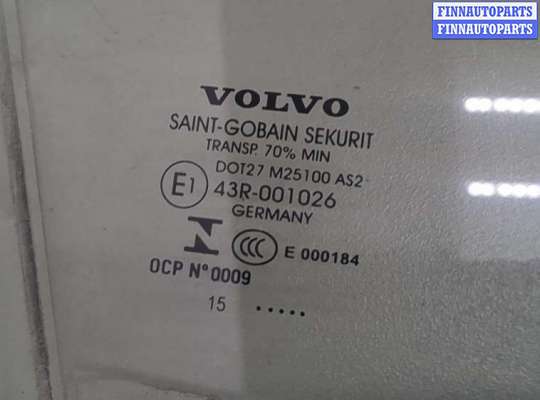 FINNAUTOPARTS
FINNAUTOPARTS
VOLVO
SAINT-GOBAIN SEKURIT
TRANSP. 70% MIN
DOT27 M25100 AS2
E1 43R-001026
GERMANY
CCC E 000184
OCP N° 0009
15 .....